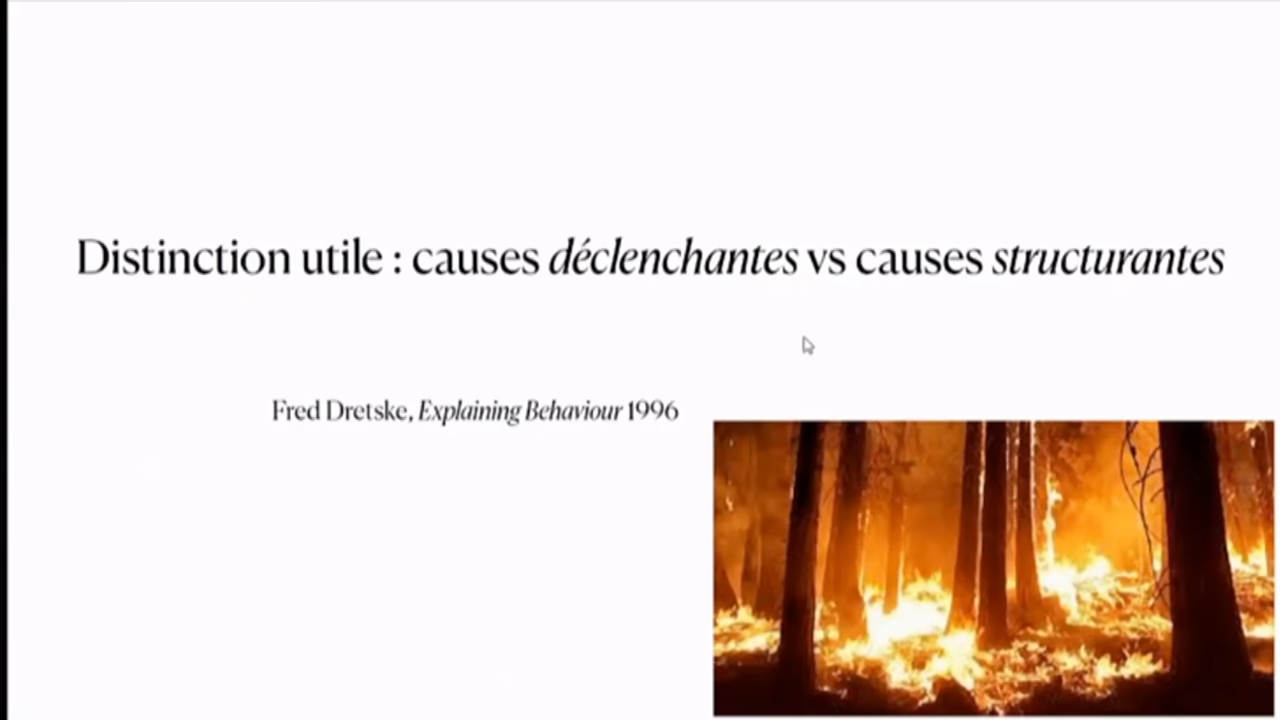 Distinction utile : causes déclenchantes vs causes structurantes
Fred Dretske, Explaining Behaviour 1996